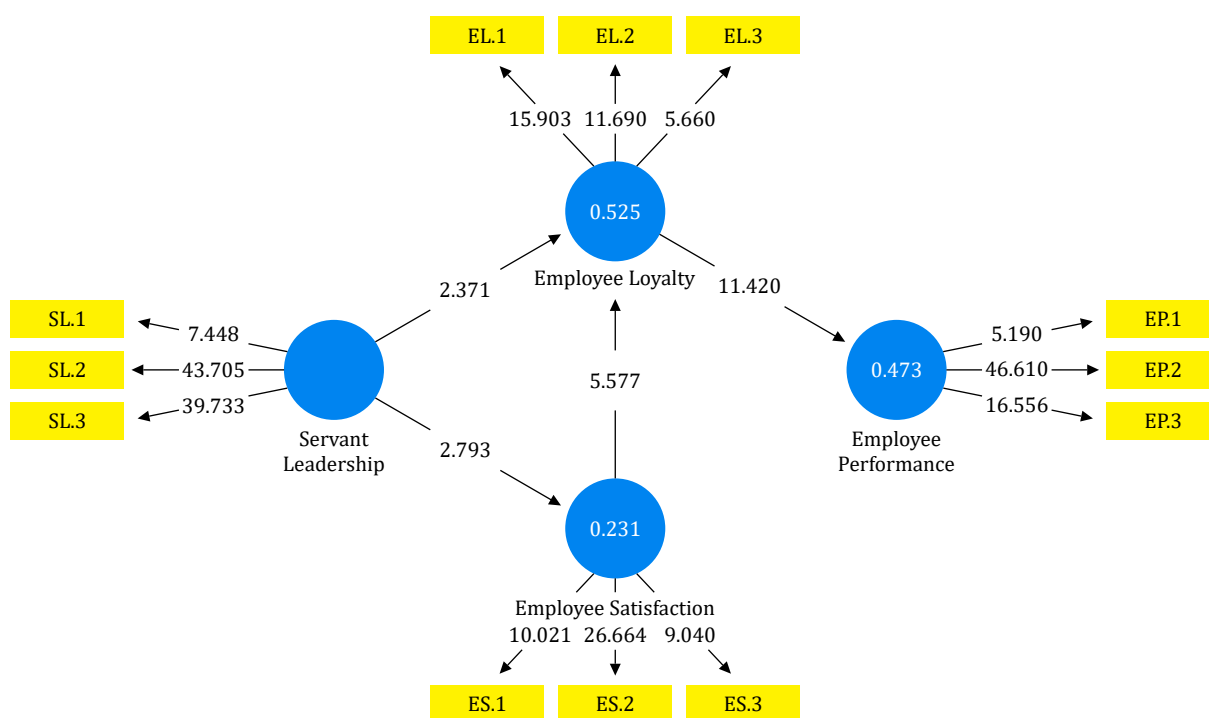 EL.1 EL.2 EL.3
15.903 11.690 5.660
0.525
Employee Loyalty
2.371
11.420
SL.1
7.448
SL.2
43.705
SL.3
39.733
Servant
Leadership
5.577
0.473
Employee
Performance
5.190
EP.1
46.610
EP.2
16.556
EP.3
2.793
0.231
Employee Satisfaction
10.021 26.664 9.040
ES.1 ES.2 ES.3